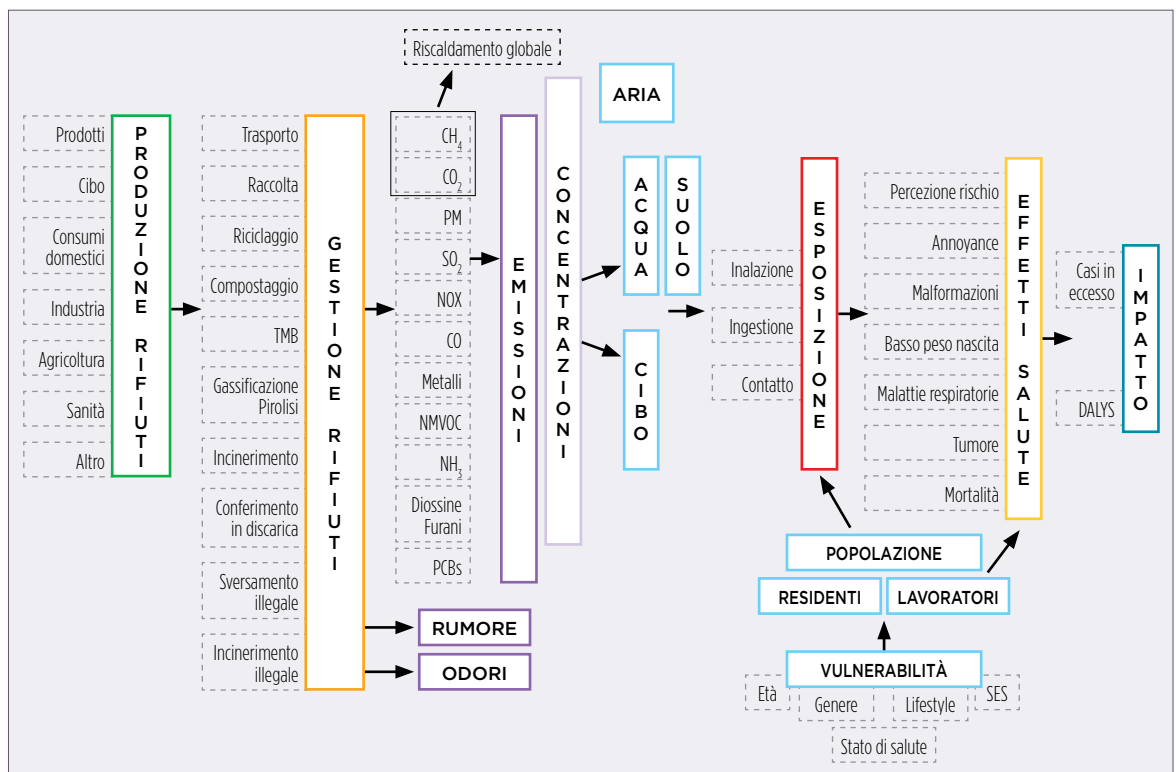 Riscaldamento globale
Prodotti
Cibo
Consumi
domestici
Industria
Agricoltura
Sanità
Altro
PRODUZIONE RIFIUTI
Trasporto
Raccolta
Riciclaggio
Compostaggio
TMB
Gassificazione
Pirolisi
Incinerimento
Conferimento
in discarica
Sversamento
illegale
Incinerimento
illegale
GESTIONE RIFIUTI
CH₄
CO₂
PM
SO₂
NOX
CO
Metalli
NMVOC
NH₃
Diossine
Furani
PCBs
RUMORE
ODORI
EMISSIONI
CONCENTRAZIONI
ARIA
ACQUA
SUOLO
CIBO
Inalazione
Ingestione
Contatto
ESPOSIZIONE
Percezione rischio
Annoyance
Malformazioni
Basso peso nascita
Malattie respiratorie
Tumore
Mortalità
EFFETTI SALUTE
Casi in
eccesso
DALYS
IMPATTO
POPOLAZIONE
RESIDENTI
LAVORATORI
VULNERABILITÀ
Età
Genere
Lifestyle
SES
Stato di salute